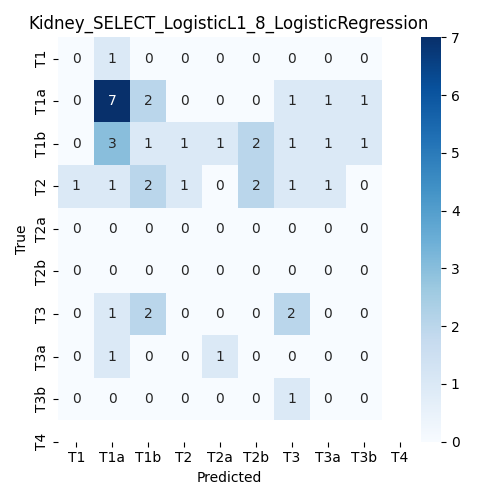 Kidney_SELECT_LogisticL1_8_LogisticRegression
T1 0 1 0 0 0 0 0 0 0
T1a 0 7 2 0 0 0 1 1 1
T1b 0 3 1 1 1 2 1 1 1
T2 1 1 2 1 0 2 1 1 0
T2a 0 0 0 0 0 0 0 0 0
T2b 0 0 0 0 0 0 0 0 0
T3 0 1 2 0 0 0 2 0 0
T3a 0 1 0 0 1 0 0 0 0
T3b 0 0 0 0 0 0 1 0 0
T4
True
T1 T1a T1b T2 T2a T2b T3 T3a T3b T4
Predicted
7
6
5
4
3
2
1
0